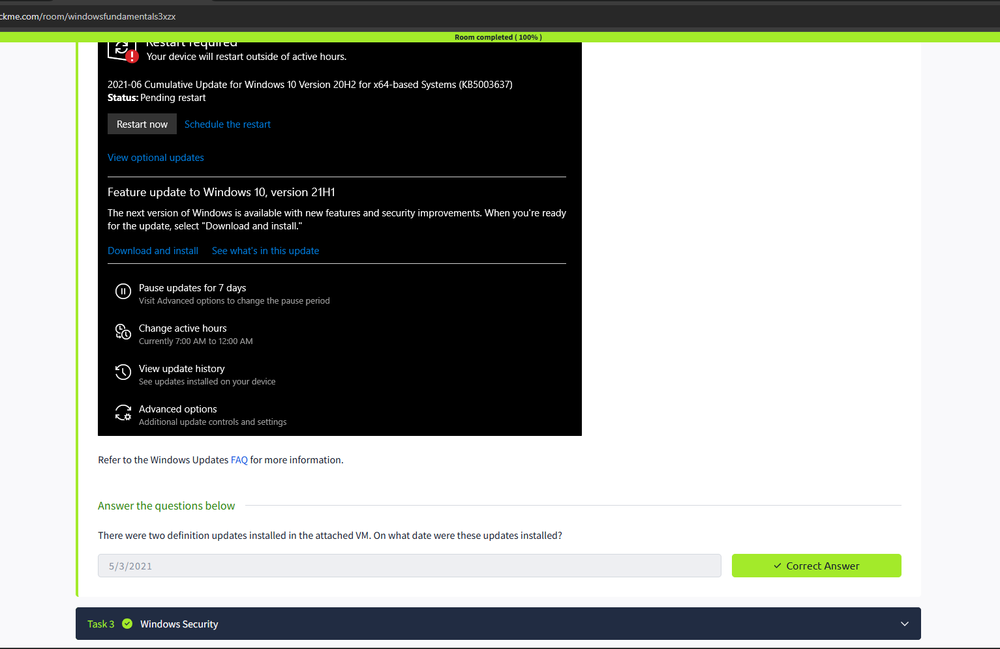 ckme.com/room/windowsfundamentals3xzx
Room completed ( 100% )
Restart required
Your device will restart outside of active hours.
2021-06 Cumulative Update for Windows 10 Version 20H2 for x64-based Systems (KB5003637)
Status: Pending restart
Restart now
Schedule the restart
View optional updates
Feature update to Windows 10, version 21H1
The next version of Windows is available with new features and security improvements. When you're ready
for the update, select "Download and install."
Download and install
See what's in this update
Pause updates for 7 days
Visit Advanced options to change the pause period
Change active hours
Currently 7:00 AM to 12:00 AM
View update history
See updates installed on your device
Advanced options
Additional update controls and settings
Refer to the Windows Updates FAQ for more information.
Answer the questions below
There were two definition updates installed in the attached VM. On what date were these updates installed?
5/3/2021
Correct Answer
Task 3
Windows Security